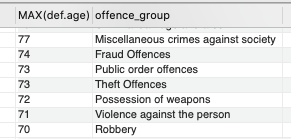 MAX(def.age) offence_group
77 Miscellaneous crimes against society
74 Fraud Offences
73 Public order offences
73 Theft Offences
72 Possession of weapons
71 Violence against the person
70 Robbery